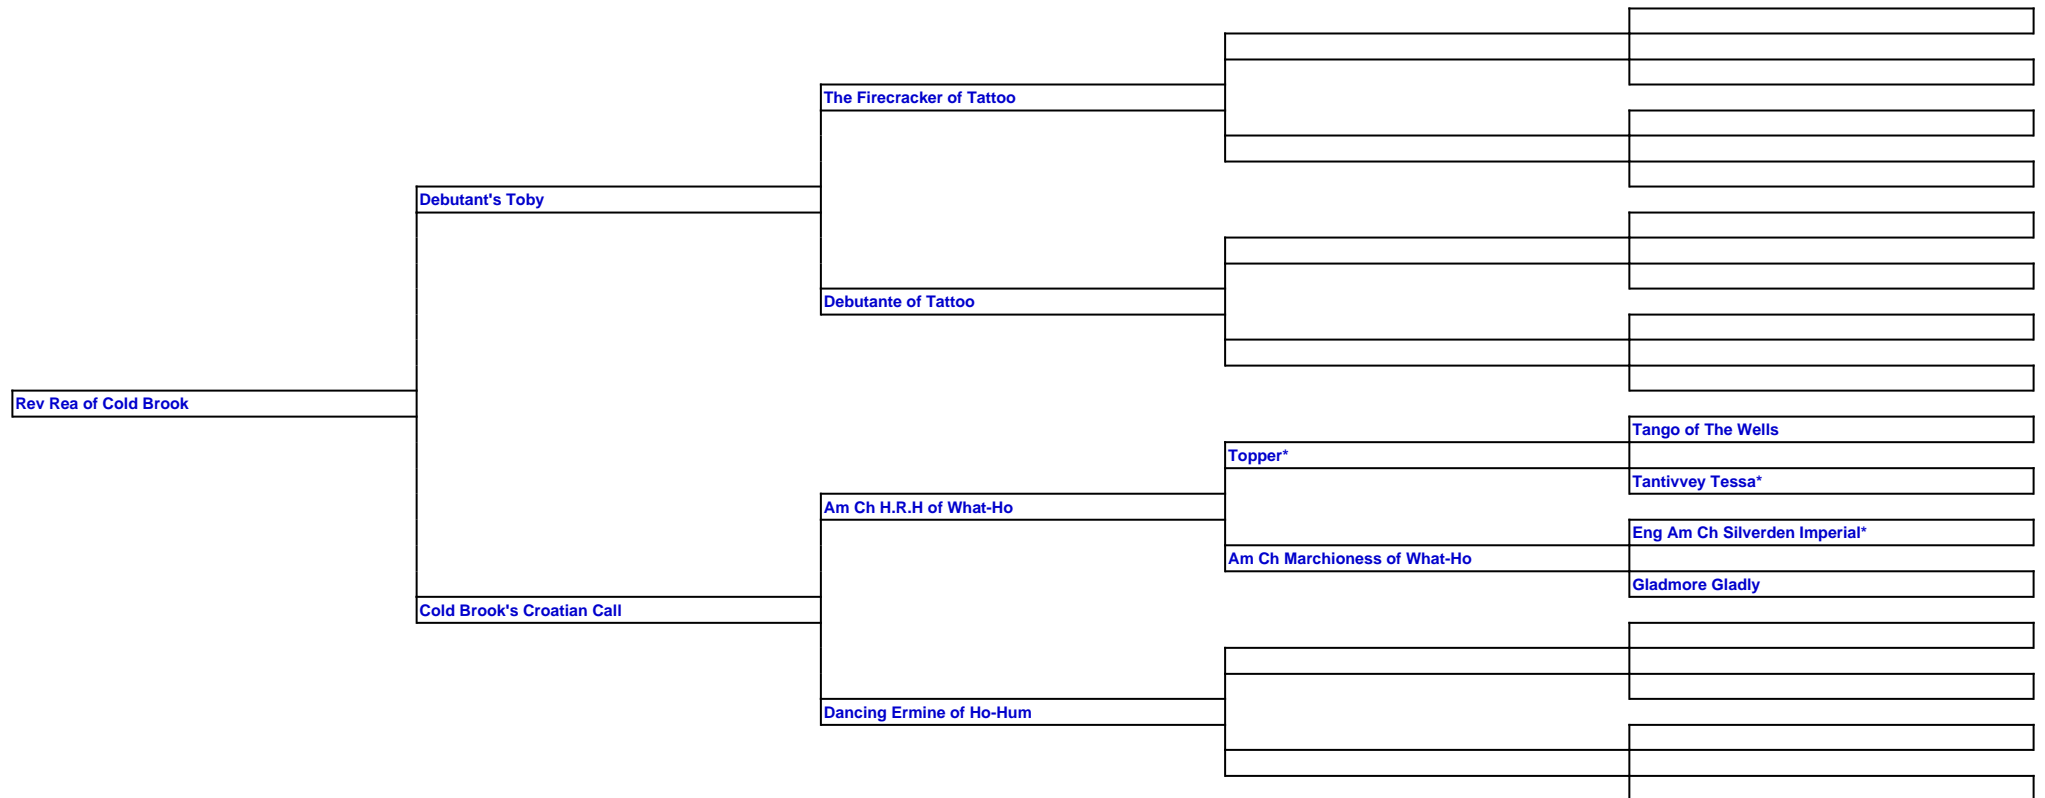 The Firecracker of Tattoo
Debutant's Toby
Debutante of Tattoo
Rev Rea of Cold Brook
Tango of The Wells
Topper*
Tantivvey Tessa*
Am Ch H.R.H of What-Ho
Eng Am Ch Silverden Imperial*
Am Ch Marchioness of What-Ho
Gladmore Gladly
Cold Brook's Croatian Call
Dancing Ermine of Ho-Hum